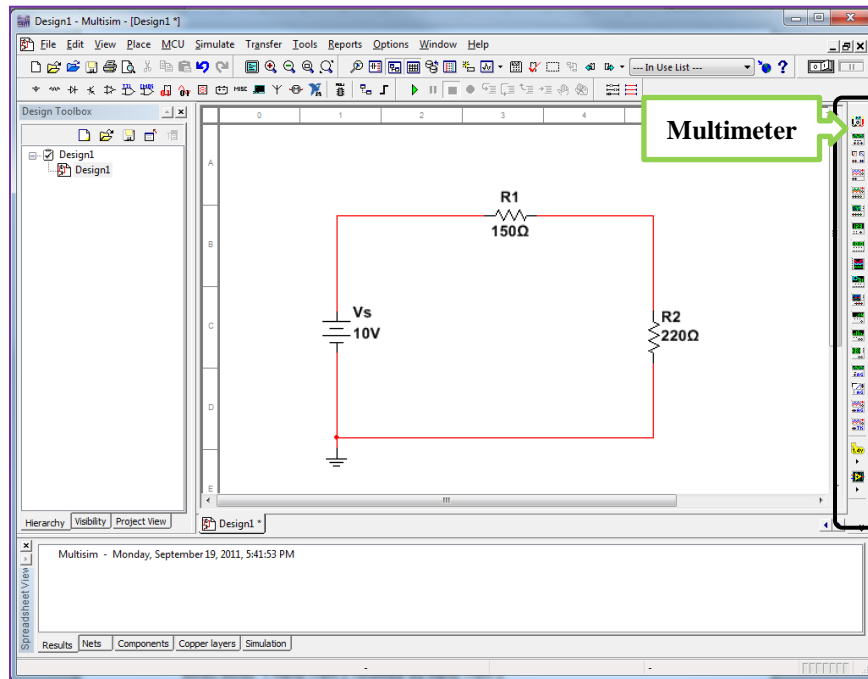 Design1 - Multisim - [Design1 *]
File Edit View Place MCU Simulate Transfer Tools Reports Options Window Help
--- In Use List ---
MISC
Design Toolbox
Multimeter
0 1 2 3 4
Design1
Design1
A
B
C
D
E
R1
150Ω
Vs
10V
R2
220Ω
Hierarchy Visibility Project View
Design1 *
Multisim - Monday, September 19, 2011, 5:41:53 PM
Spreadsheet View
Results Nets Components Copper layers Simulation
- -